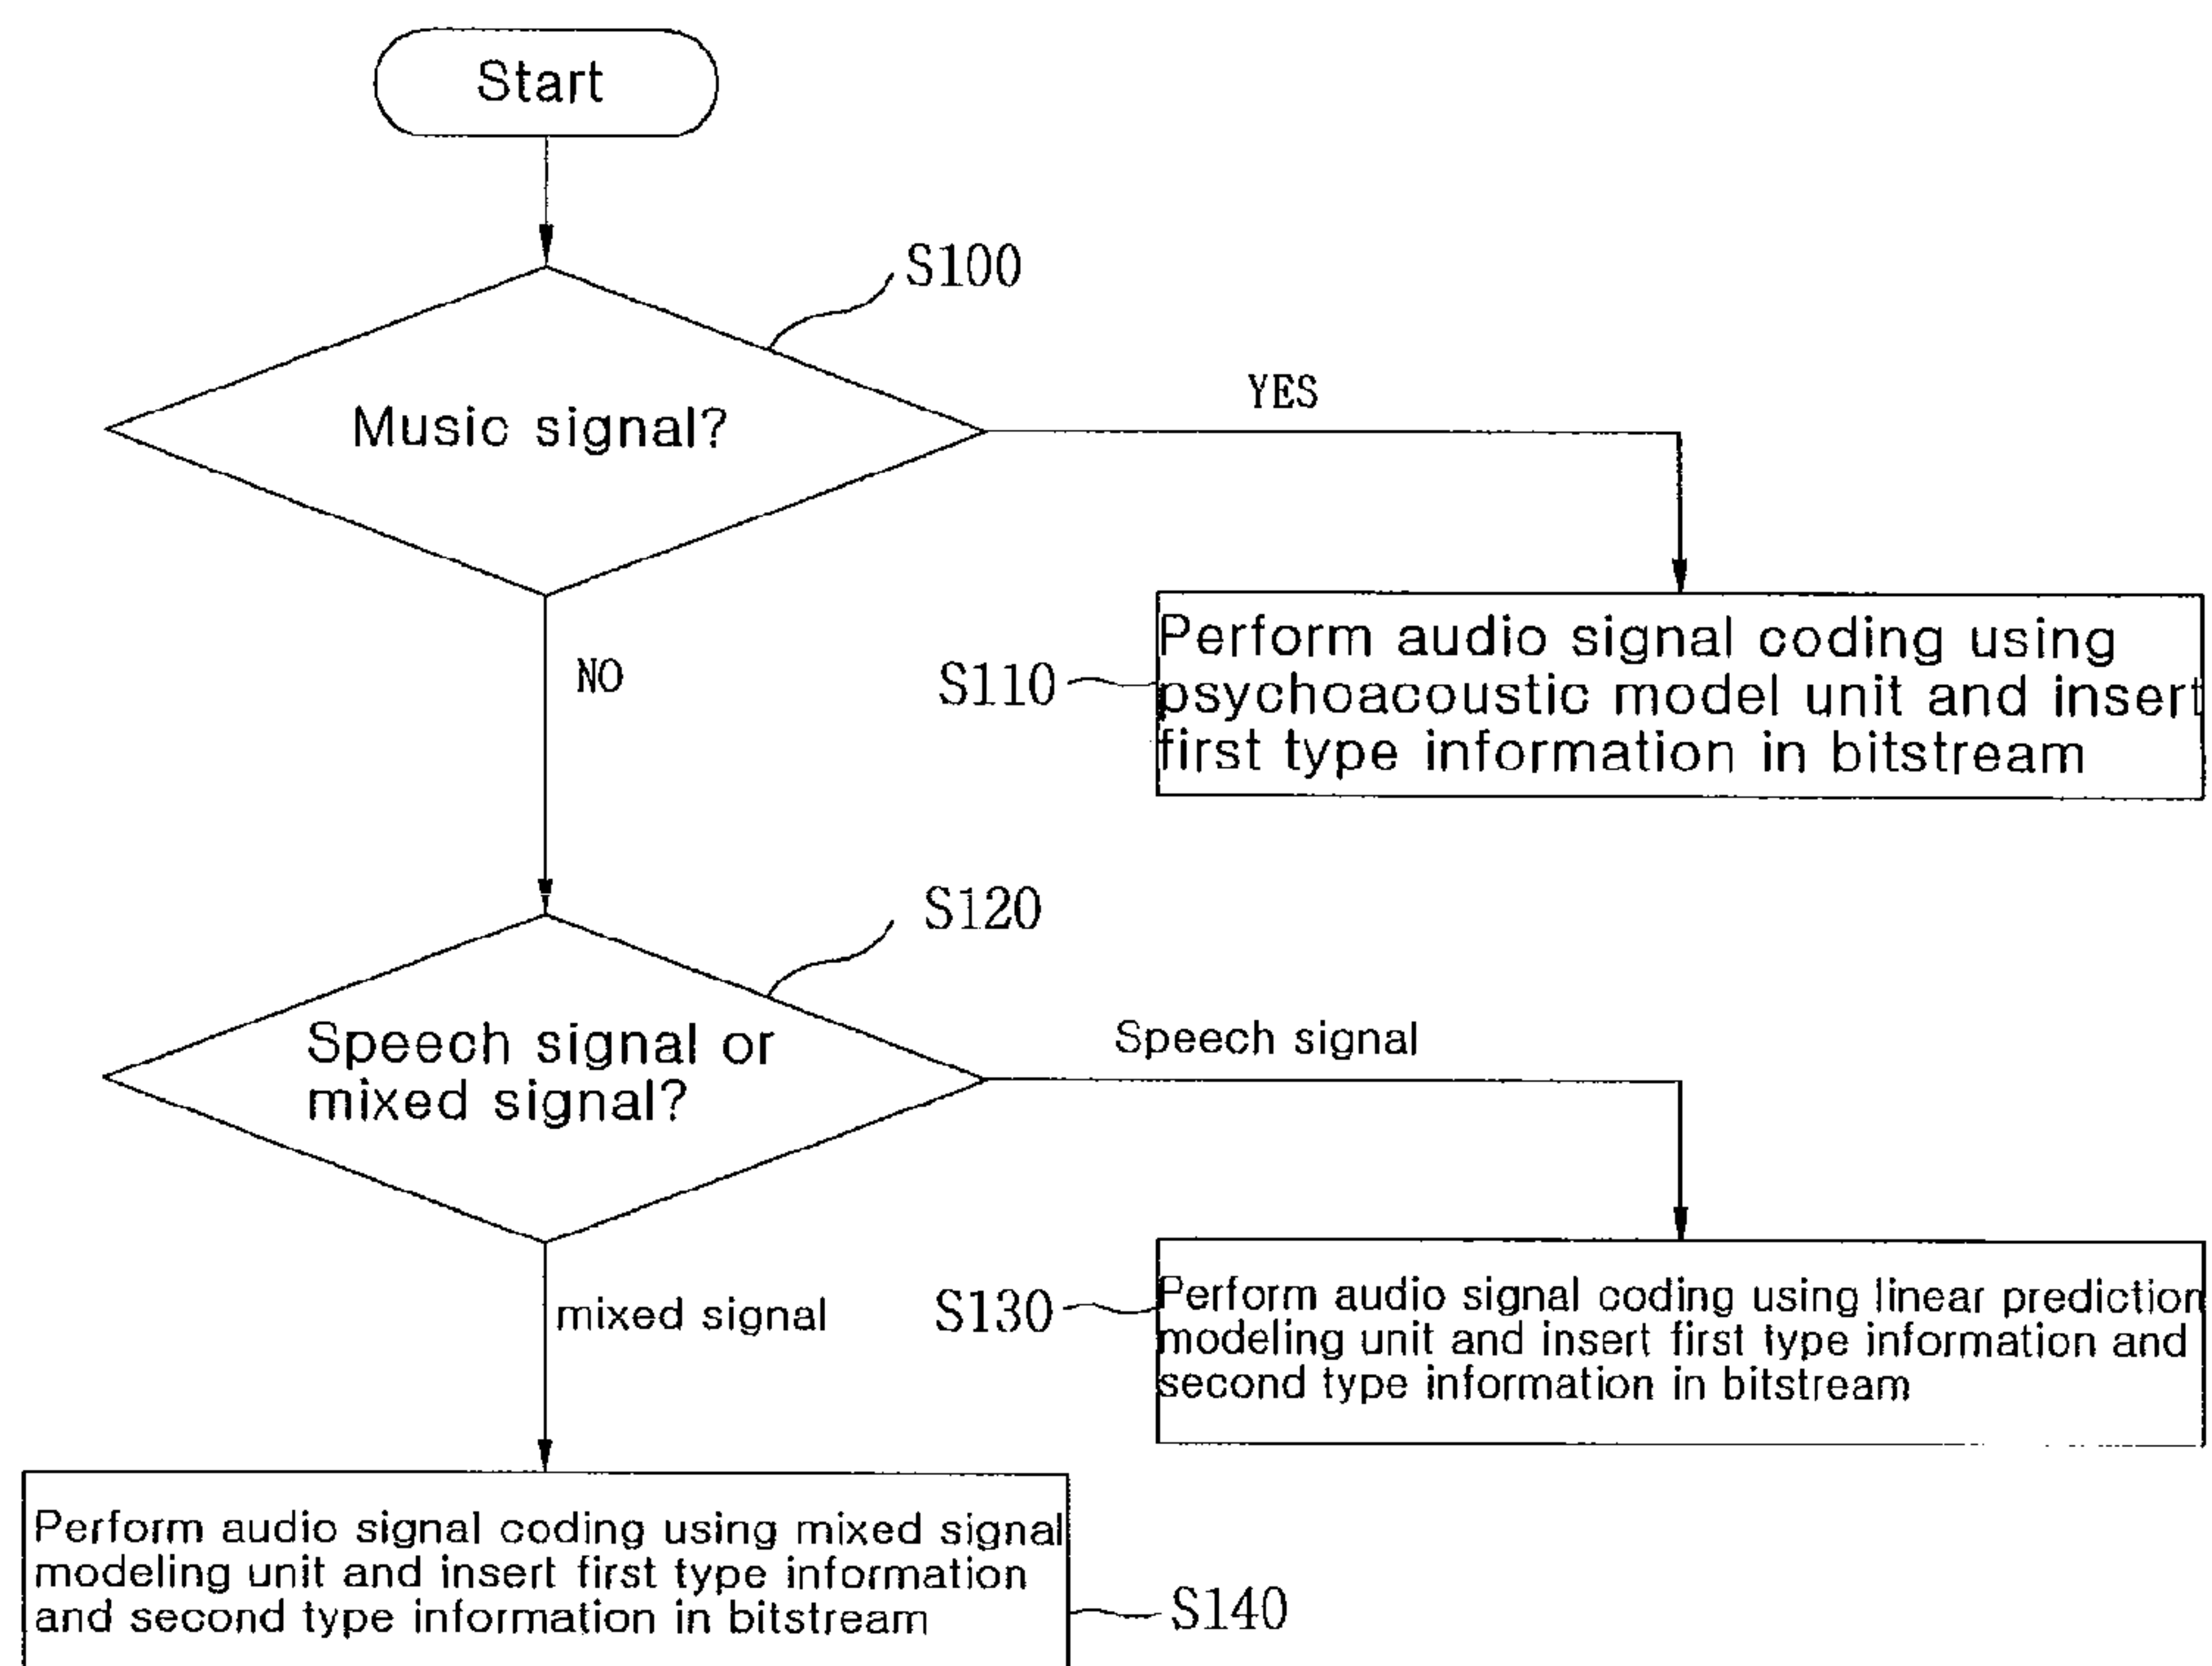 Start
S100
Music signal?
YES
NO
S110
Perform audio signal coding using
psychoacoustic model unit and insert
first type information in bitstream
S120
Speech signal or
mixed signal?
Speech signal
mixed signal
S130
Perform audio signal coding using linear prediction
modeling unit and insert first type information and
second type information in bitstream
Perform audio signal coding using mixed signal
modeling unit and insert first type information
and second type information in bitstream
S140